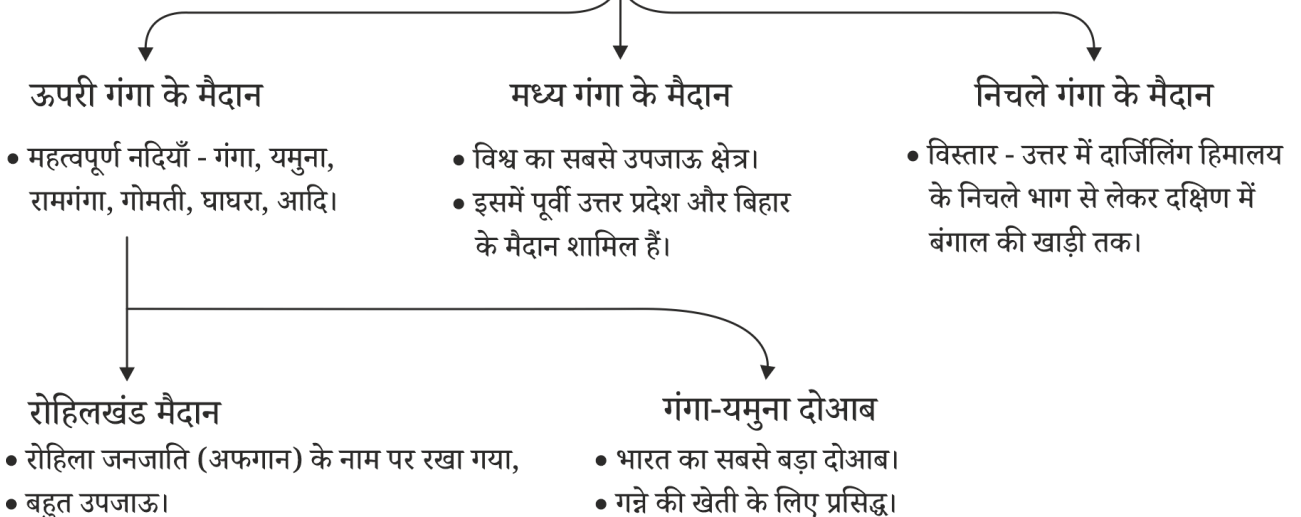 ऊपरी गंगा के मैदान
• महत्वपूर्ण नदियाँ - गंगा, यमुना,
रामगंगा, गोमती, घाघरा, आदि।
मध्य गंगा के मैदान
• विश्व का सबसे उपजाऊ क्षेत्र।
• इसमें पूर्वी उत्तर प्रदेश और बिहार
के मैदान शामिल हैं।
निचले गंगा के मैदान
• विस्तार - उत्तर में दार्जिलिंग हिमालय
के निचले भाग से लेकर दक्षिण में
बंगाल की खाड़ी तक।
रोहिलखंड मैदान
• रोहिला जनजाति (अफगान) के नाम पर रखा गया,
• बहुत उपजाऊ।
गंगा-यमुना दोआब
• भारत का सबसे बड़ा दोआब।
• गन्ने की खेती के लिए प्रसिद्ध।